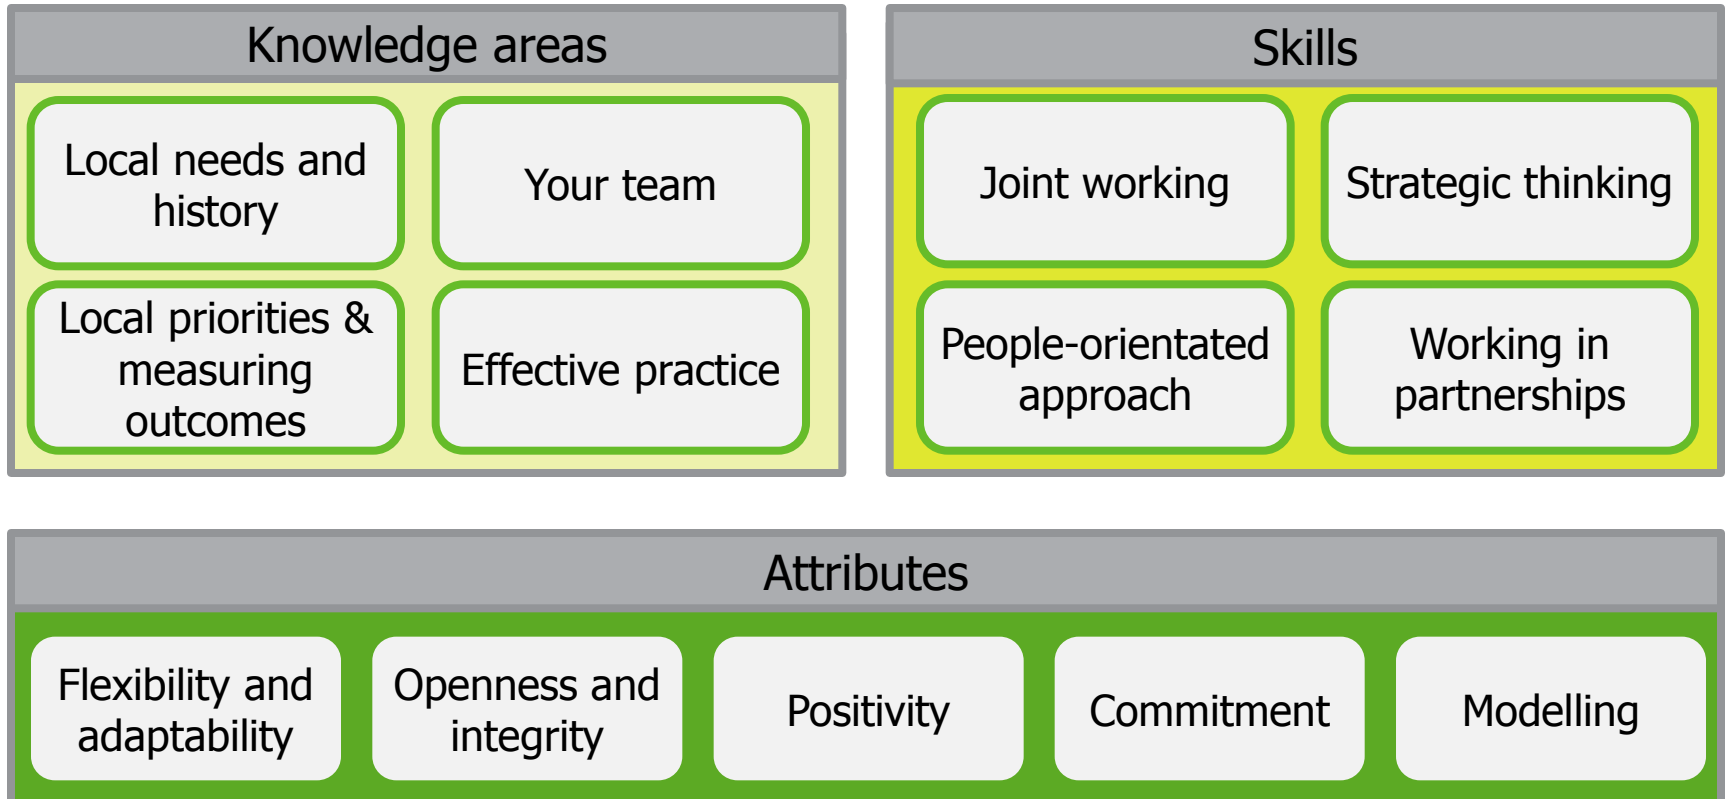 Knowledge areas
Local needs and
history
Your team
Local priorities &
measuring
outcomes
Effective practice
Skills
Joint working
Strategic thinking
People-orientated
approach
Working in
partnerships
Attributes
Flexibility and
adaptability
Openness and
integrity
Positivity
Commitment
Modelling